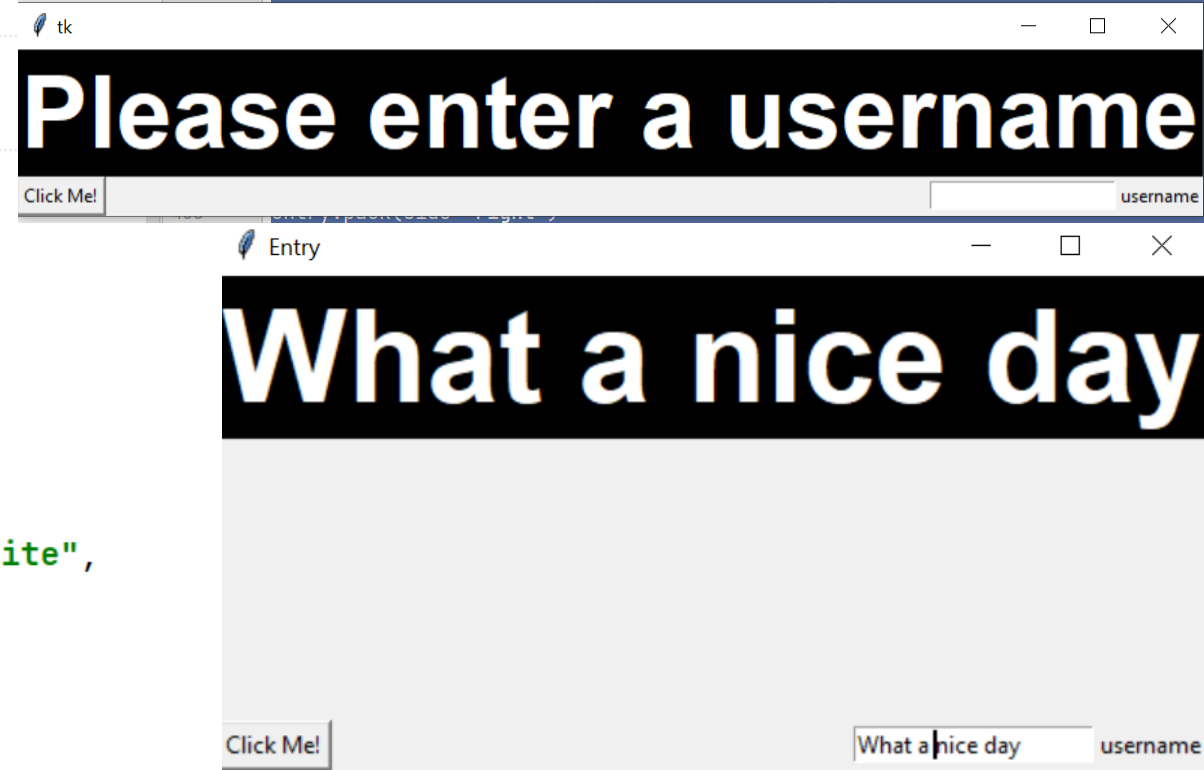 tk
Please enter a username
Click Me!
username
Entry
What a nice day
ite",
Click Me!
What a nice day
username